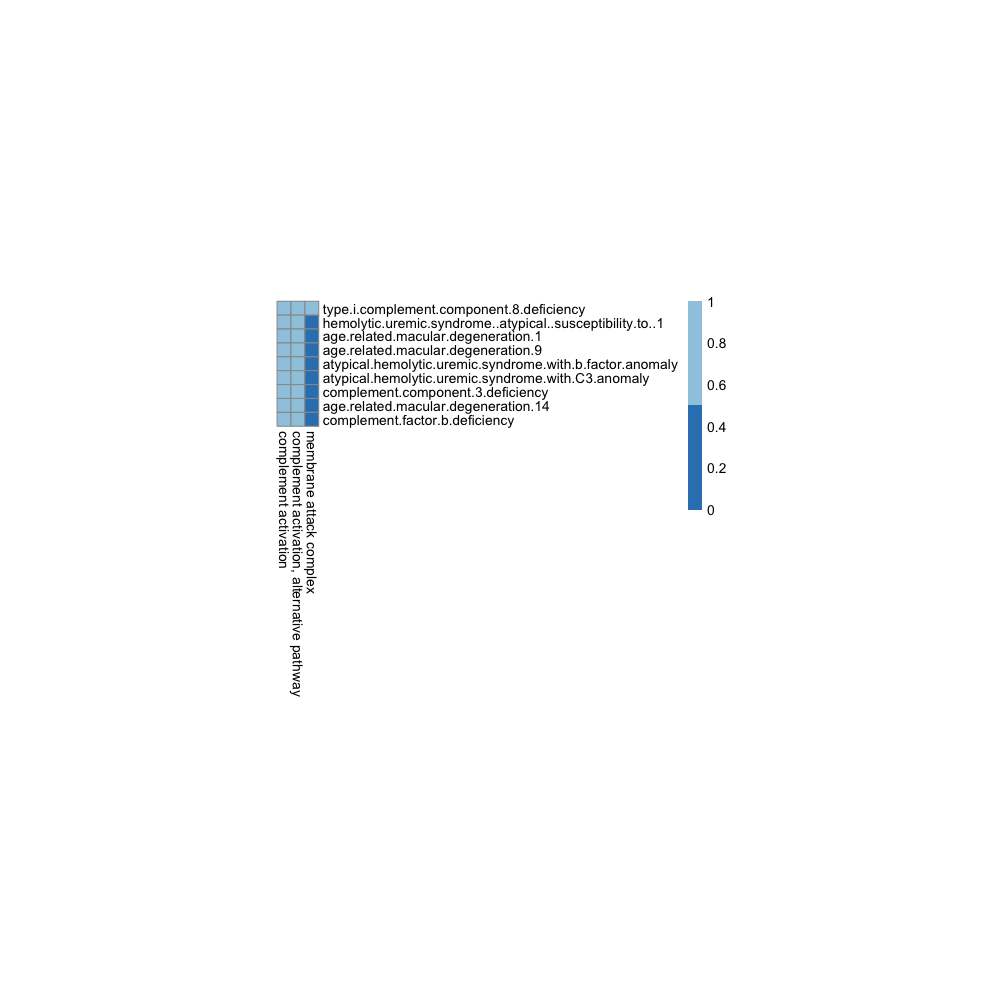 type.i.complement.component.8.deficiency
hemolytic.uremic.syndrome..atypical..susceptibility.to..1
age.related.macular.degeneration.1
age.related.macular.degeneration.9
atypical.hemolytic.uremic.syndrome.with.b.factor.anomaly
atypical.hemolytic.uremic.syndrome.with.C3.anomaly
complement.component.3.deficiency
age.related.macular.degeneration.14
complement.factor.b.deficiency
complement activation
complement activation, alternative pathway
membrane attack complex
1
0.8
0.6
0.4
0.2
0